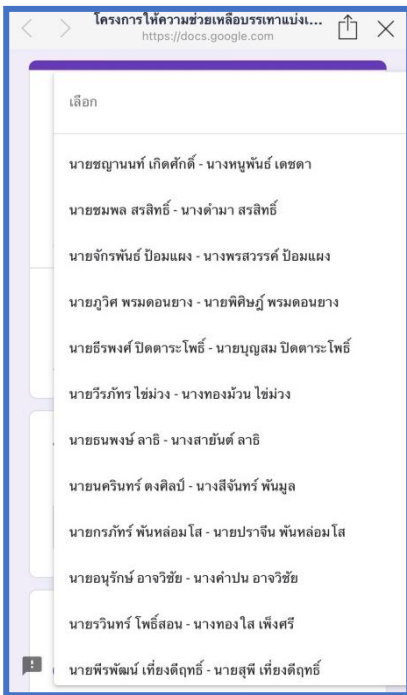 โครงการให้ความช่วยเหลือบรรเทาแบ่งเ...
https://docs.google.com
เลือก
นายชญานนท์ เกิดศักดิ์ - นางหนูพันธ์ เดชดา
นายชมพล สรสิทธิ์ - นางดำมา สรสิทธิ์
นายจักรพันธ์ ป้อมแผง - นางพรสวรรค์ ป้อมแผง
นายภูวิศ พรมดอนยาง - นายพิศิษฎ์ พรมดอนยาง
นายธีรพงศ์ ปิดตาระโพธิ์ - นายบุญสม ปิดตาระโพธิ์
นายวีรภัทร ไข่ม่วง - นางทองม้วน ไข่ม่วง
นายธนพงษ์ ลาธิ - นางสายันต์ ลาธิ
นายนครินทร์ ดงศิลป์ - นางสีจันทร์ พันมูล
นายกรภัทร์ พันหล่อมโส - นายปราจีน พันหล่อมโส
นายอนุรักษ์ อาจวิชัย - นางคำปน อาจวิชัย
นายรวินทร์ โพธิ์สอน - นางทองใส เพ็งศรี
นายพีรพัฒน์ เที่ยงดีฤทธิ์ - นายสุพี เที่ยงดีฤทธิ์